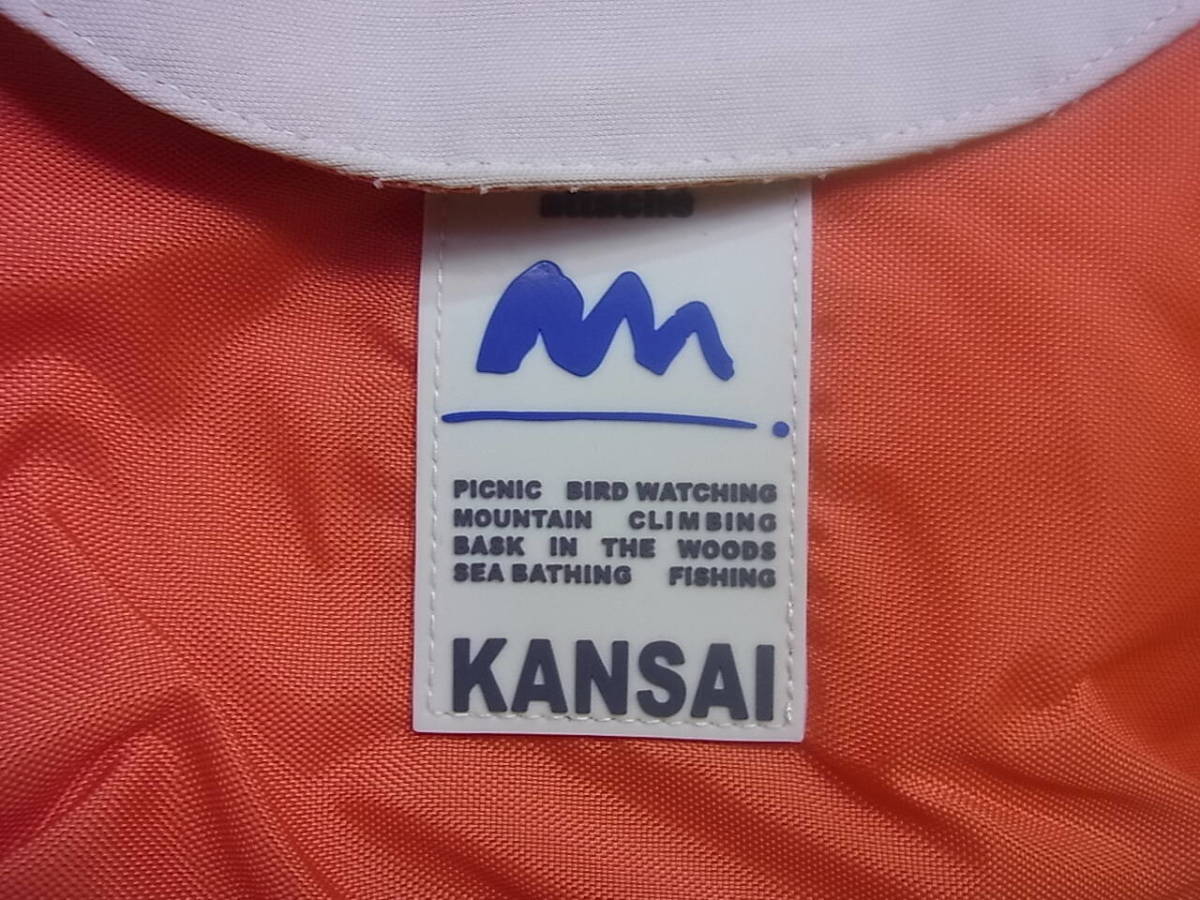 PICNIC BIRD WATCHING
MOUNTAIN CLIMBING
BASK IN THE WOODS
SEA BATHING FISHING
KANSAI